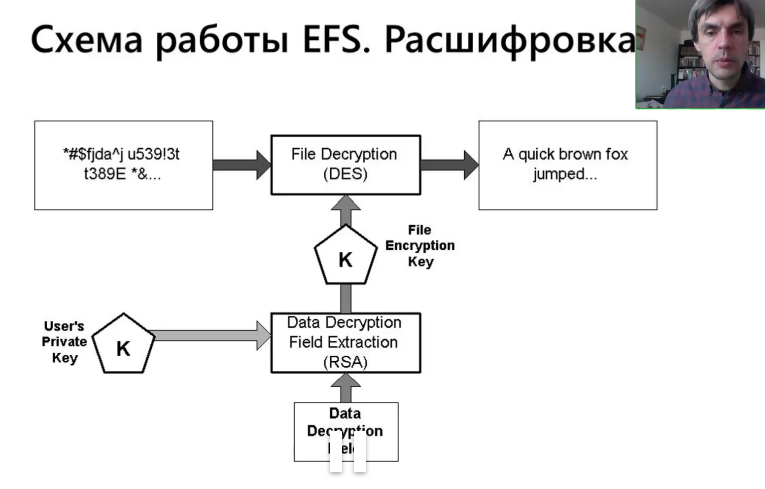 Схема работы EFS. Расшифровка
*#$fjda^j u539!3t
t389E *&...
File Decryption
(DES)
A quick brown fox
jumped...
K
File
Encryption
Key
User's
Private
Key
K
Data Decryption
Field Extraction
(RSA)
Data
Decryption
Field